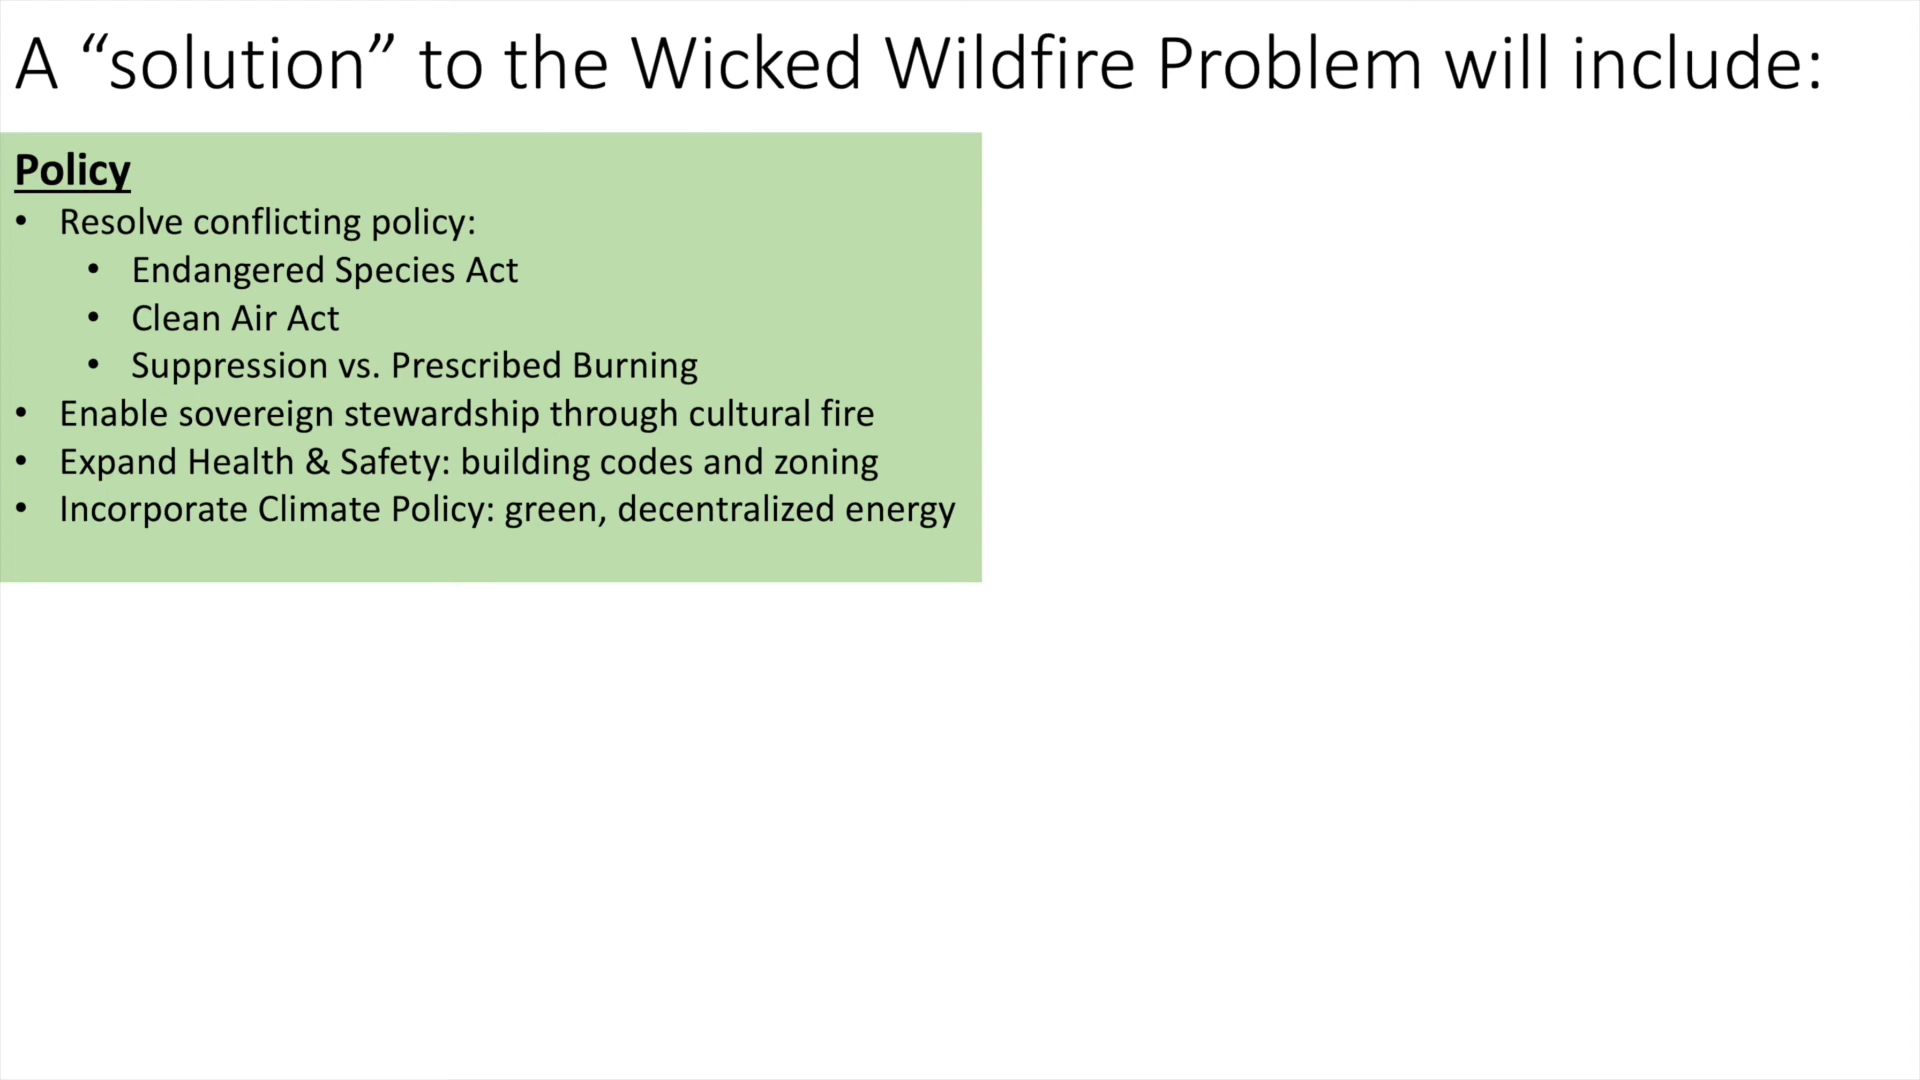 A “solution” to the Wicked Wildfire Problem will include:
Policy
• Resolve conflicting policy:
• Endangered Species Act
• Clean Air Act
• Suppression vs. Prescribed Burning
• Enable sovereign stewardship through cultural fire
• Expand Health & Safety: building codes and zoning
• Incorporate Climate Policy: green, decentralized energy